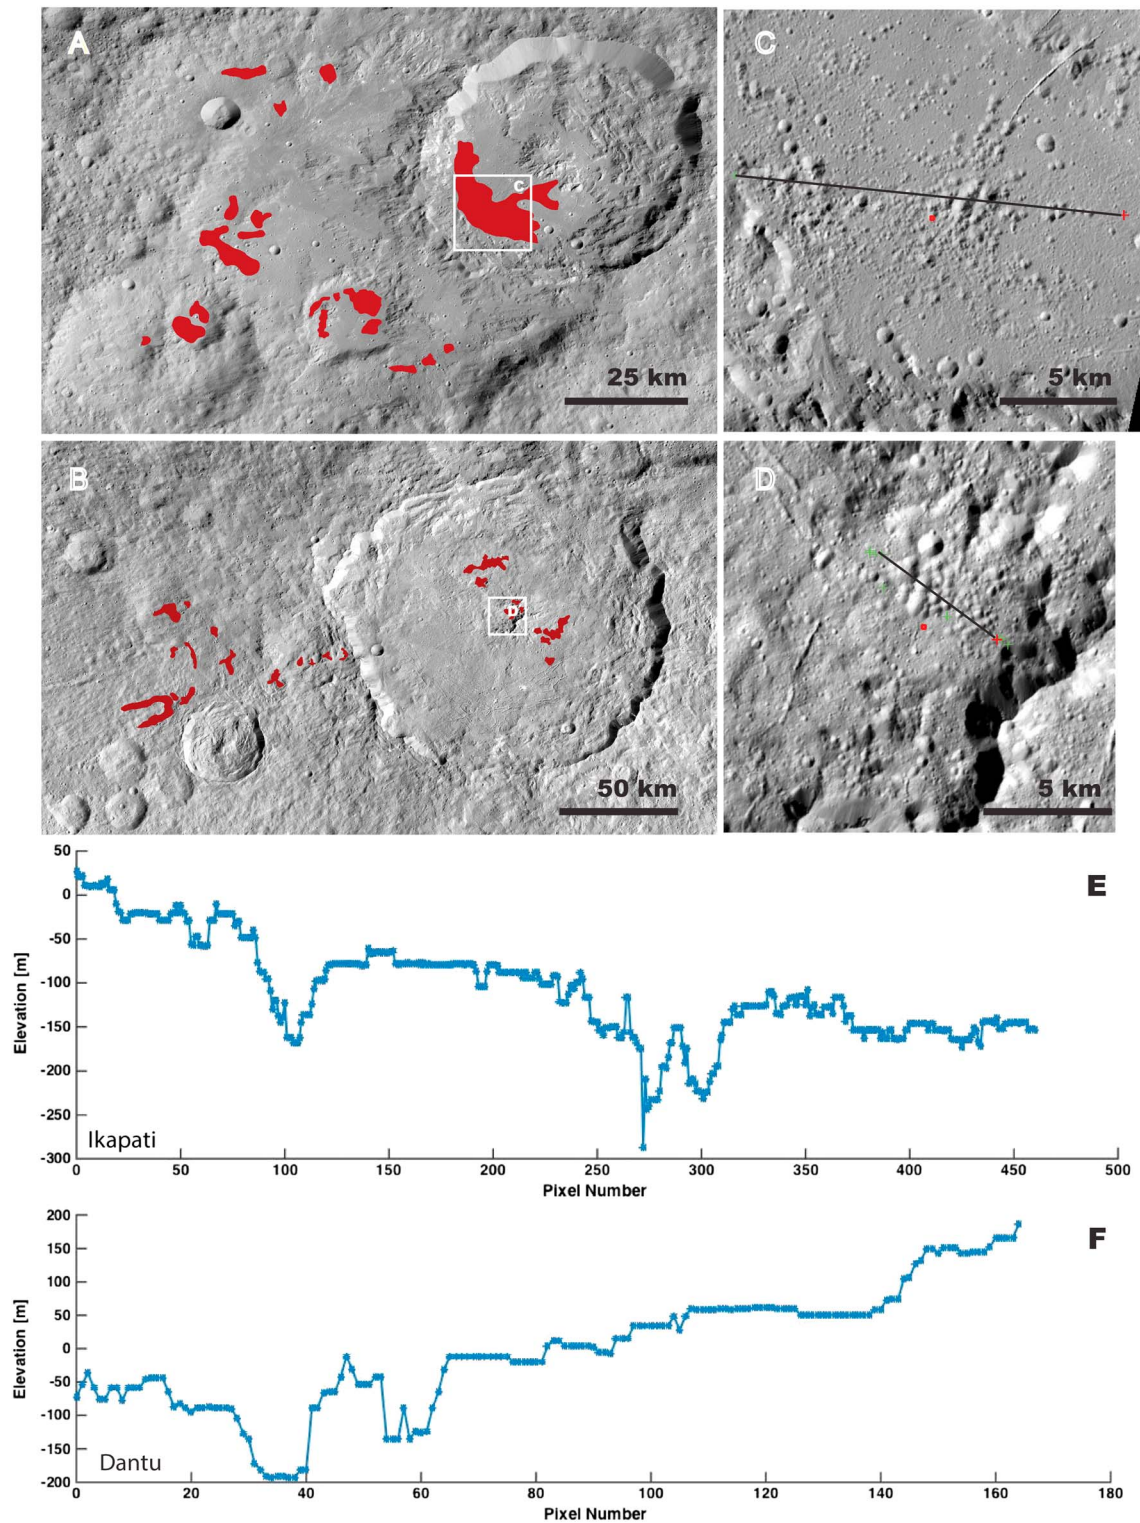 A
C
C
25 km
5 km
B
D
D
50 km
5 km
50
0
-50
-100
-150
-200
-250
-300
Elevation [m]
E
Ikapati
0 50 100 150 200 250 300 350 400 450 500
Pixel Number
200
150
100
50
0
-50
-100
-150
-200
Elevation [m]
F
Dantu
0 20 40 60 80 100 120 140 160 180
Pixel Number